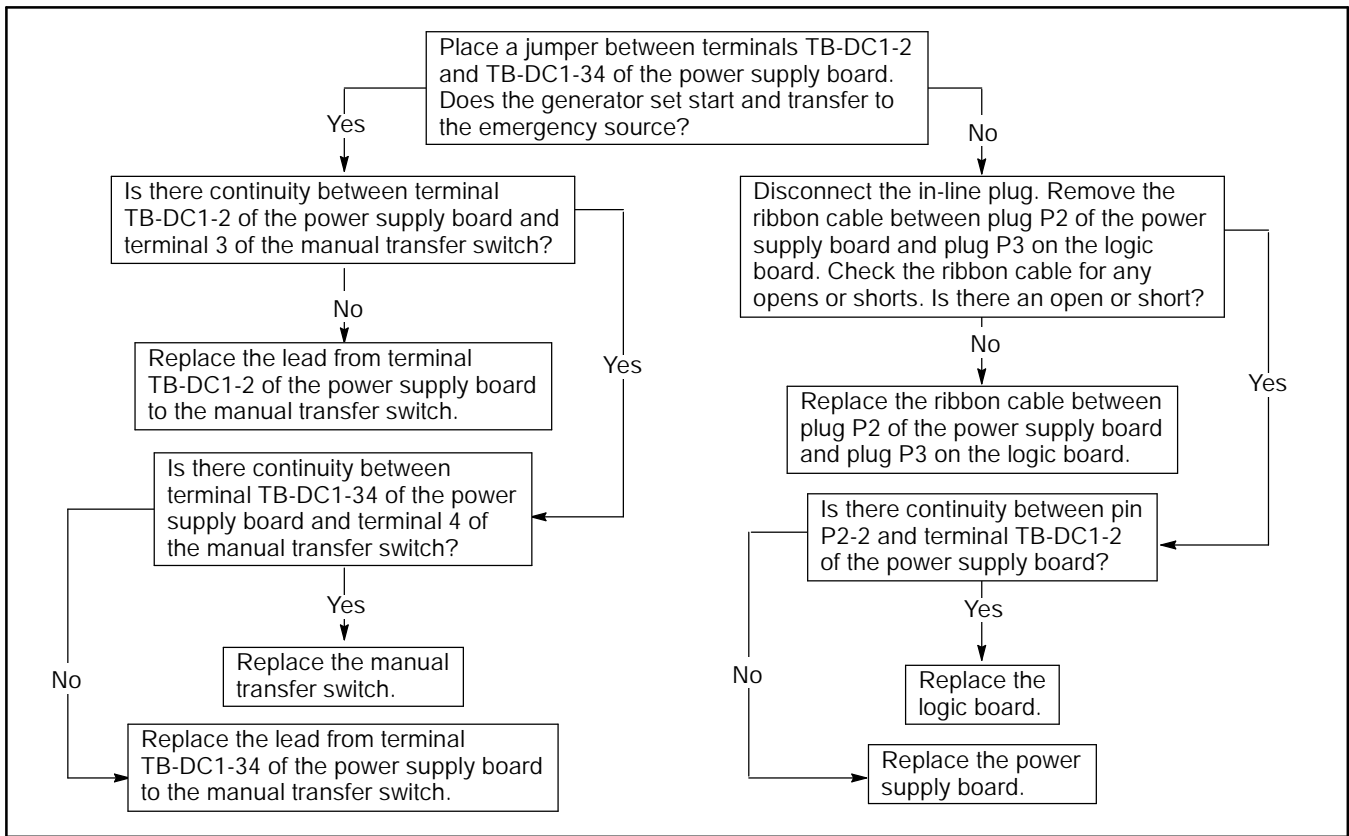 Place a jumper between terminals TB-DC1-2
and TB-DC1-34 of the power supply board.
Does the generator set start and transfer to
the emergency source?
Yes
No
Is there continuity between terminal
TB-DC1-2 of the power supply board and
terminal 3 of the manual transfer switch?
Disconnect the in-line plug. Remove the
ribbon cable between plug P2 of the power
supply board and plug P3 on the logic
board. Check the ribbon cable for any
opens or shorts. Is there an open or short?
No
Yes
No
Yes
Replace the lead from terminal
TB-DC1-2 of the power supply board
to the manual transfer switch.
Replace the ribbon cable between
plug P2 of the power supply board
and plug P3 on the logic board.
Is there continuity between
terminal TB-DC1-34 of the power
supply board and terminal 4 of
the manual transfer switch?
Is there continuity between pin
P2-2 and terminal TB-DC1-2
of the power supply board?
Yes
No
Yes
No
Replace the manual
transfer switch.
Replace the
logic board.
Replace the lead from terminal
TB-DC1-34 of the power supply board
to the manual transfer switch.
Replace the power
supply board.